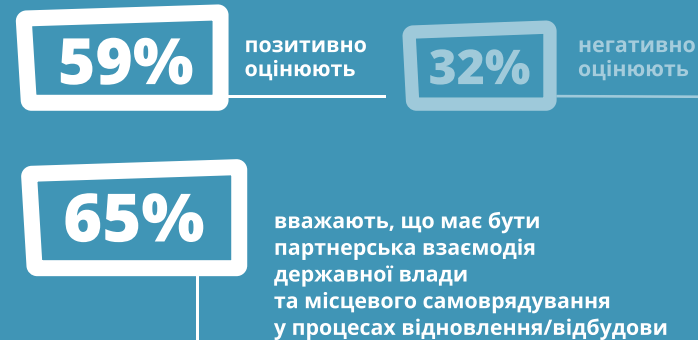 59%
позитивно
оцінюють
32%
негативно
оцінюють
65%
вважають, що має бути
партнерська взаємодія
державної влади
та місцевого самоврядування
у процесах відновлення/відбудови